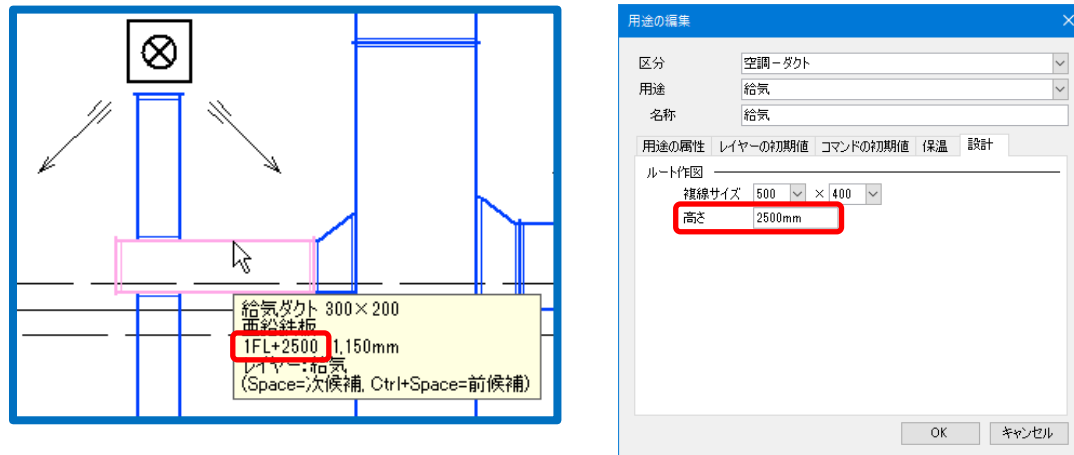 給気ダクト 300×200
亜鉛鉄板
1FL+2500 1,150mm
レイヤー:給気
(Space=次候補, Ctrl+Space=前候補)
用途の編集
区分 空調-ダクト
用途 給気
名称 給気
用途の属性 レイヤーの初期値 コマンドの初期値 保温 設計
ルート作図
複線サイズ 500 × 400
高さ 2500mm
OK キャンセル